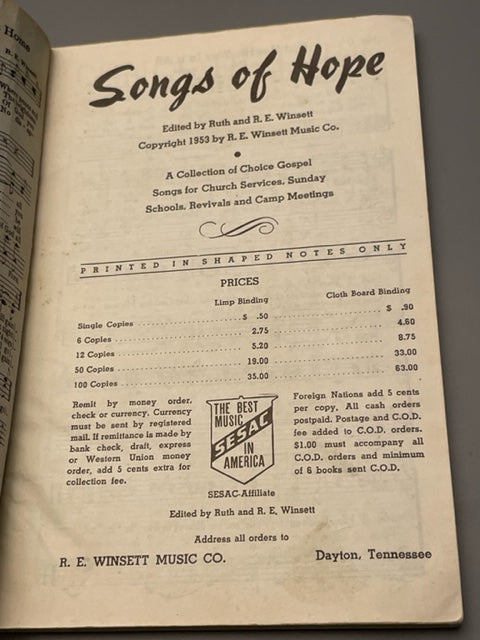 Home
R. E. Winsett
Songs of Hope
Edited by Ruth and R. E. Winsett
Copyright 1953 by R. E. Winsett Music Co.
•
A Collection of Choice Gospel
Songs for Church Services, Sunday
Schools, Revivals and Camp Meetings
PRINTED IN SHAPED NOTES ONLY
PRICES
Limp Binding Cloth Board Binding
Single Copies $ .50 $ .90
6 Copies 2.75 4.60
12 Copies 5.20 8.75
50 Copies 19.00 33.00
100 Copies 35.00 63.00
Remit by money order,
check or currency. Currency
must be sent by registered
mail. If remittance is made by
bank check, draft, express
or Western Union money
order, add 5 cents extra for
collection fee.
THE BEST
MUSIC
SESAC
IN
AMERICA
Foreign Nations add 5 cents
per copy. All cash orders
postpaid. Postage and C.O.D.
fee added to C.O.D. orders.
$1.00 must accompany all
C.O.D. orders and minimum
of 6 books sent C.O.D.
SESAC-Affiliate
Edited by Ruth and R. E. Winsett
Address all orders to
R. E. WINSETT MUSIC CO. Dayton, Tennessee